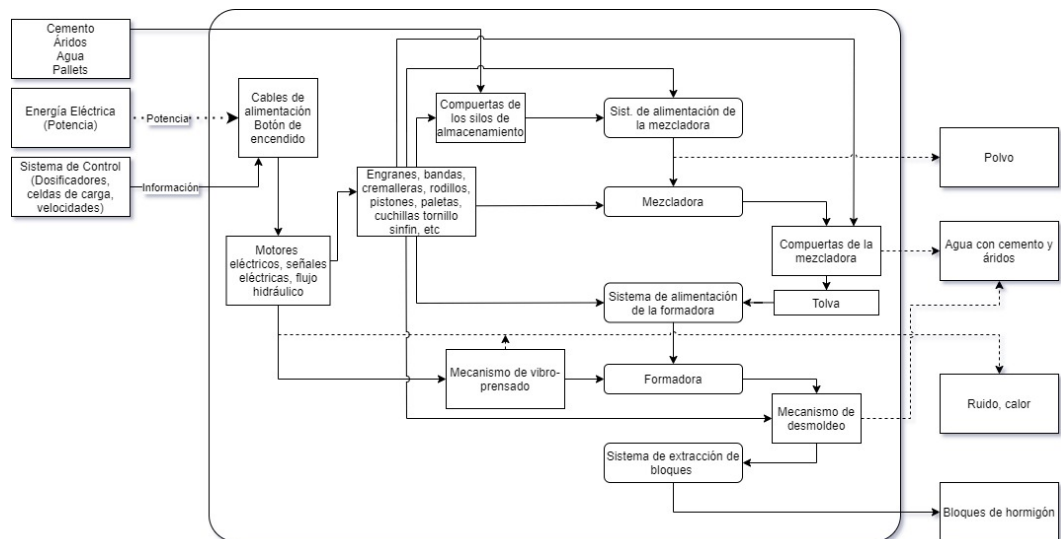 Cemento
Áridos
Agua
Pallets
Energía Eléctrica
(Potencia)
Potencia
Sistema de Control
(Dosificadores,
celdas de carga,
velocidades)
Información
Cables de
alimentación
Botón de
encendido
Motores
eléctricos, señales
eléctricas, flujo
hidráulico
Engranes, bandas,
cremalleras, rodillos,
pistones, paletas,
cuchillas tornillo
sinfin, etc
Compuertas de
los silos de
almacenamiento
Sist. de alimentación de
la mezcladora
Mezcladora
Compuertas de la
mezcladora
Tolva
Sistema de alimentación
de la formadora
Mecanismo de vibro-
prensado
Formadora
Mecanismo de
desmoldeo
Sistema de extracción de
bloques
Polvo
Agua con cemento y
áridos
Ruido, calor
Bloques de hormigón